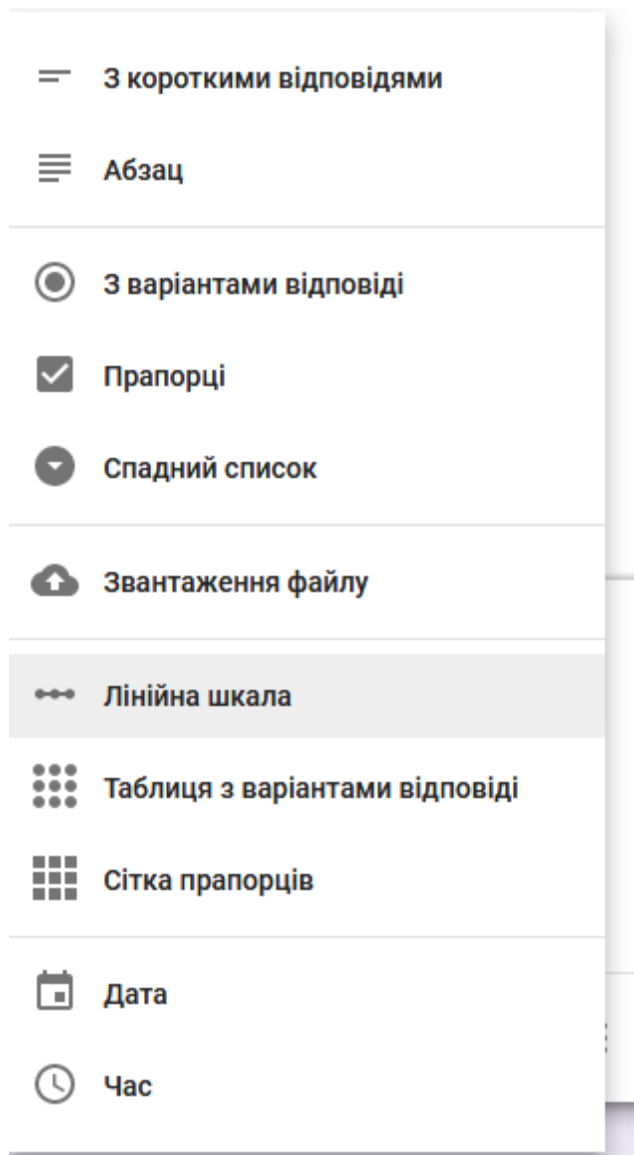 З короткими відповідями
Абзац
З варіантами відповіді
Прапорці
Спадний список
Звантаження файлу
Лінійна шкала
Таблиця з варіантами відповіді
Сітка прапорців
Дата
Час